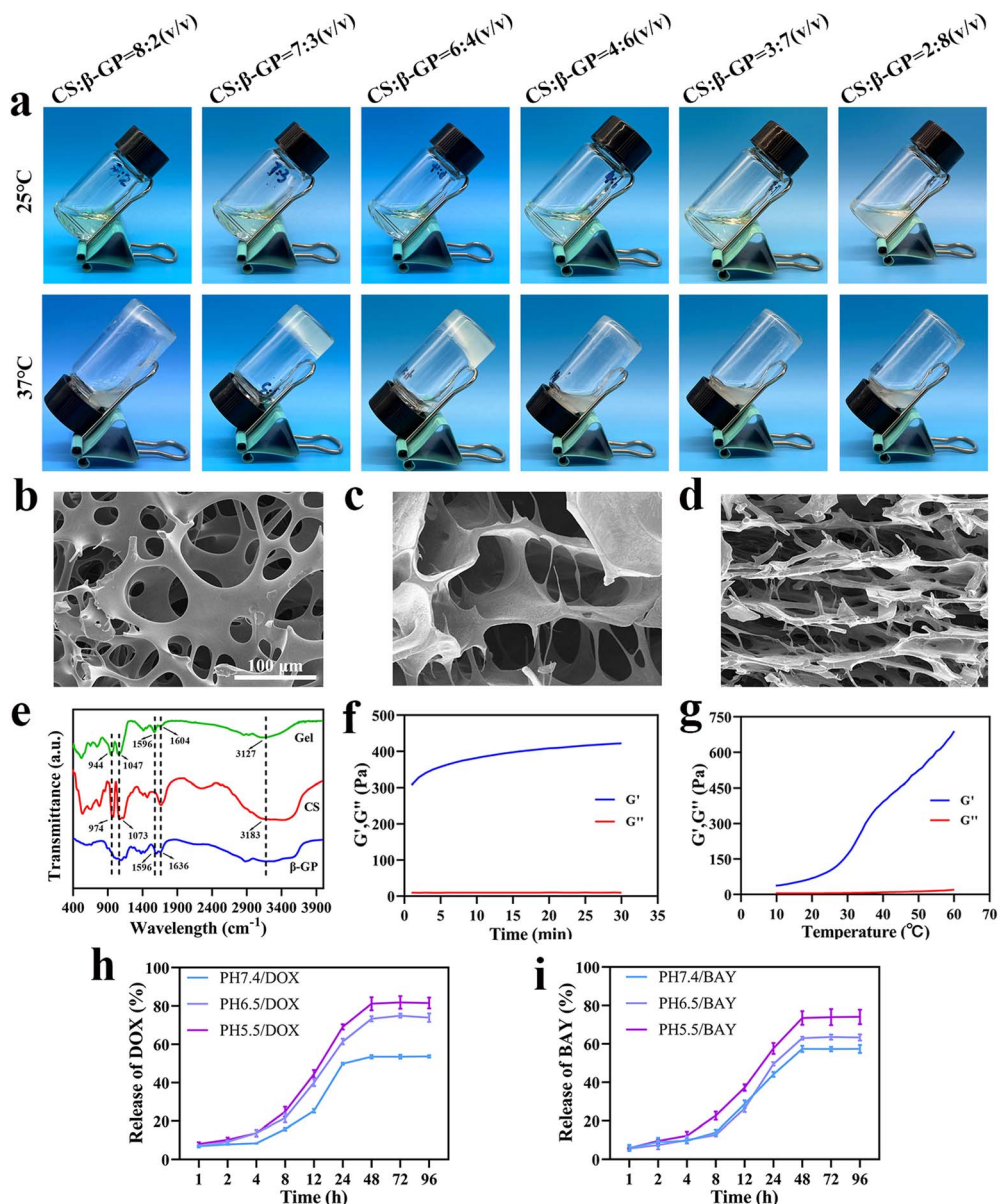 CS:β-GP=8:2(v/v)
CS:β-GP=7:3(v/v)
CS:β-GP=6:4(v/v)
CS:β-GP=4:6(v/v)
CS:β-GP=3:7(v/v)
CS:β-GP=2:8(v/v)
a
25°C
7:3
37°C
b
100 μm
c
d
e
Transmittance (a.u.)
Gel
944
1047
1596
1604
3127
CS
974
1073
3183
β-GP
1596
1636
400 900 1400 1900 2400 2900 3400 3900
Wavelength (cm⁻¹)
f
G',G'' (Pa)
500
400
300
200
100
0
G'
G''
0 5 10 15 20 25 30 35
Time (min)
g
G',G'' (Pa)
750
600
450
300
150
0
G'
G''
0 10 20 30 40 50 60 70
Temperature (℃)
h
Release of DOX (%)
100
80
60
40
20
0
PH7.4/DOX
PH6.5/DOX
PH5.5/DOX
1 2 4 8 12 24 48 72 96
Time (h)
i
Release of BAY (%)
100
80
60
40
20
0
PH7.4/BAY
PH6.5/BAY
PH5.5/BAY
1 2 4 8 12 24 48 72 96
Time (h)